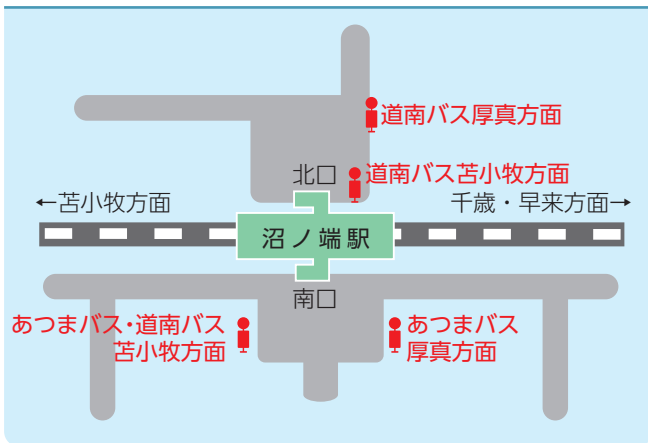 道南バス厚真方面
北口
道南バス苫小牧方面
←苫小牧方面
千歳・早来方面→
沼ノ端駅
南口
あつまバス・道南バス
苫小牧方面
あつまバス
厚真方面